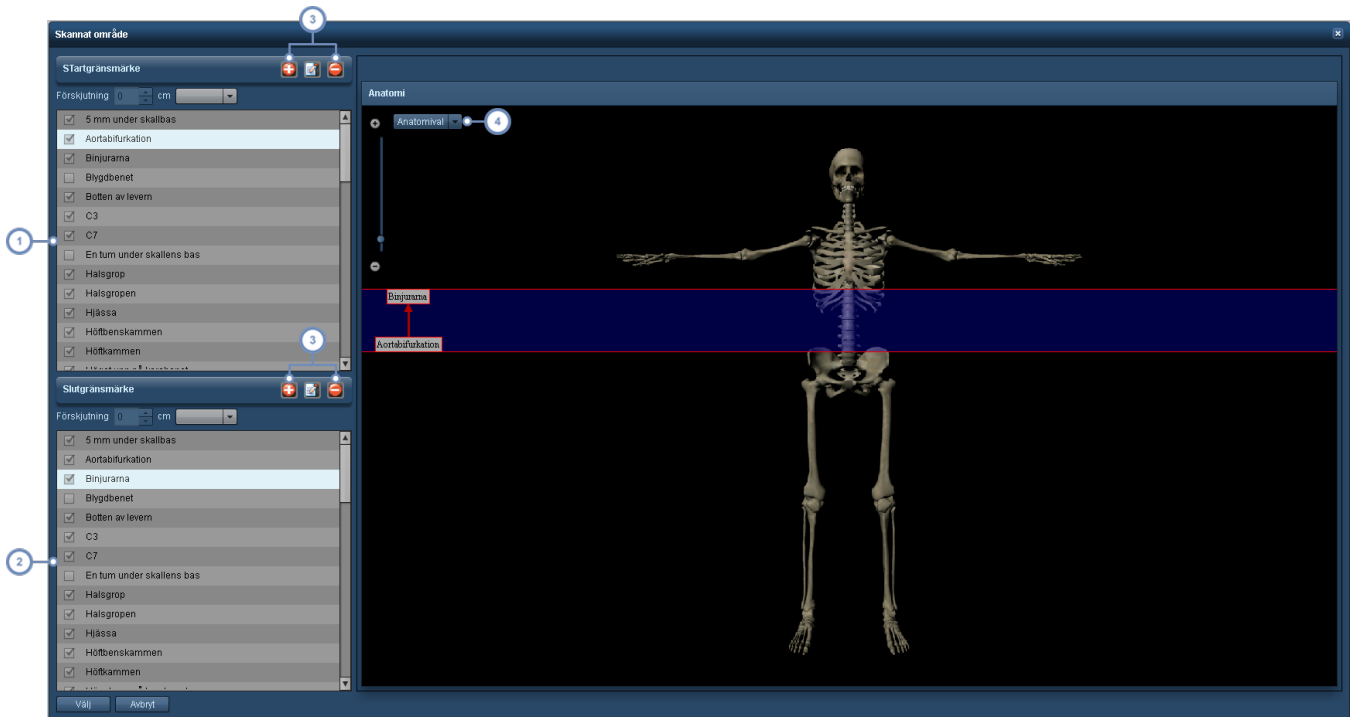 3
Skannat område
STartgränsmärke
Förskjutning 0 cm
5 mm under skallbas
Aortabifurkation
Binjurarna
Blygdbenet
Botten av levern
C3
C7
1
En tum under skallens bas
Halsgrop
Halsgropen
Hjässa
Höftbenskammen
Höftkammen
3
Slutgränsmärke
Förskjutning 0 cm
5 mm under skallbas
Aortabifurkation
Binjurarna
Blygdbenet
Botten av levern
C3
C7
2
En tum under skallens bas
Halsgrop
Halsgropen
Hjässa
Höftbenskammen
Höftkammen
Välj Avbryt
Anatomi
Anatomival 4
Binjurarna
Aortabifurkation